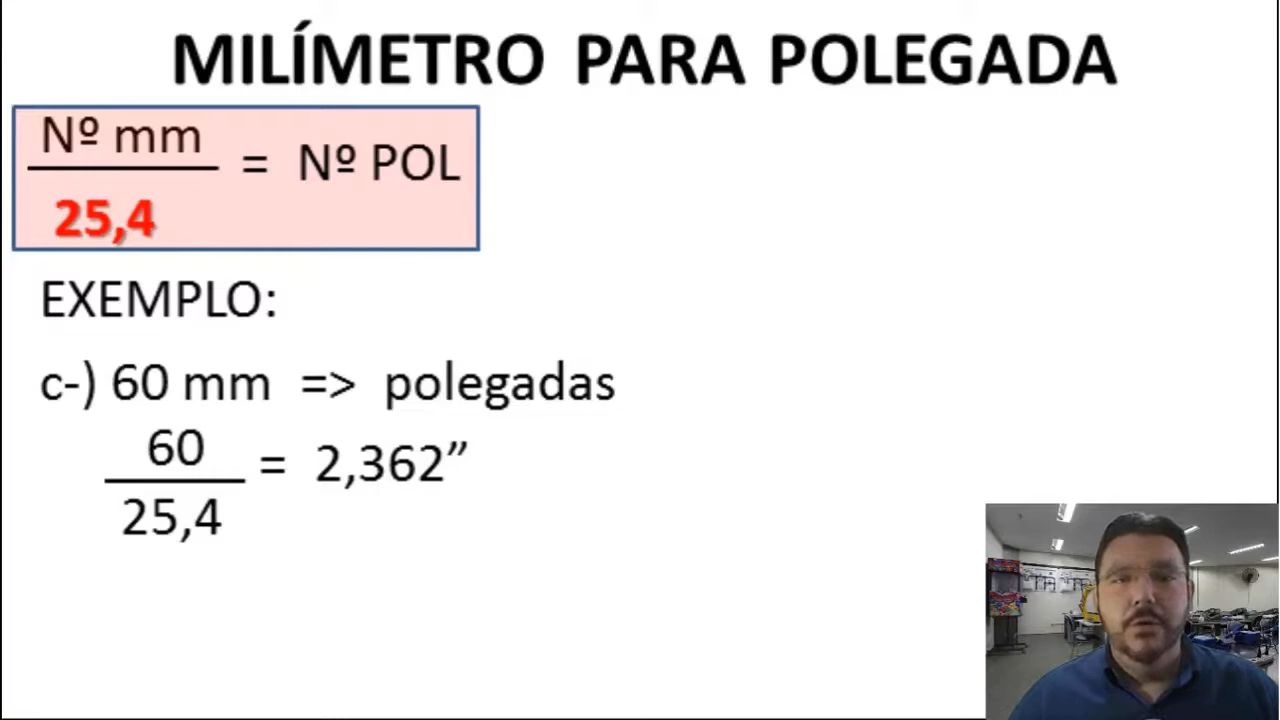 MILÍMETRO PARA POLEGADA
Nº mm
25,4
= Nº POL
EXEMPLO:
c-) 60 mm => polegadas
60
25,4
= 2,362”